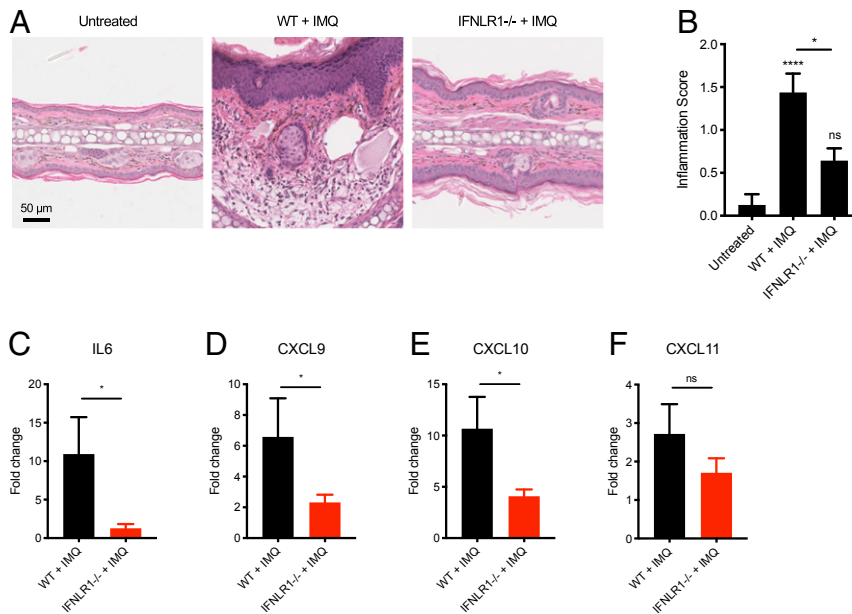 A
Untreated
WT + IMQ
IFNLR1-/- + IMQ
50 µm
B
Inflammation Score
2.0
1.5
1.0
0.5
0.0
****
*
ns
Untreated
WT + IMQ
IFNLR1-/- + IMQ
C
IL6
Fold change
20
15
10
5
0
*
WT + IMQ
IFNLR1-/- + IMQ
D
CXCL9
Fold change
10
8
6
4
2
0
*
WT + IMQ
IFNLR1-/- + IMQ
E
CXCL10
Fold change
15
10
5
0
*
WT + IMQ
IFNLR1-/- + IMQ
F
CXCL11
Fold change
4
3
2
1
0
ns
WT + IMQ
IFNLR1-/- + IMQ